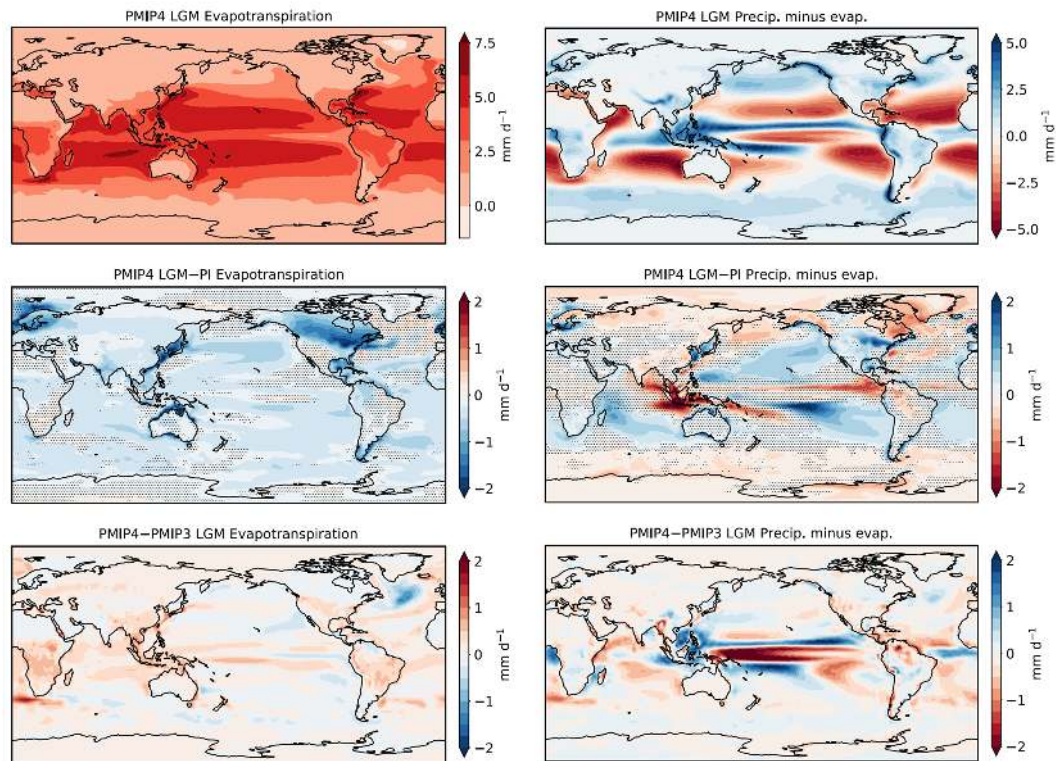 PMIP4 LGM Evapotranspiration
7.5
5.0
2.5
0.0
mm d⁻¹
PMIP4 LGM Precip. minus evap.
5.0
2.5
0.0
−2.5
−5.0
mm d⁻¹
PMIP4 LGM−PI Evapotranspiration
2
1
0
−1
−2
mm d⁻¹
PMIP4 LGM−PI Precip. minus evap.
2
1
0
−1
−2
mm d⁻¹
PMIP4−PMIP3 LGM Evapotranspiration
2
1
0
−1
−2
mm d⁻¹
PMIP4−PMIP3 LGM Precip. minus evap.
2
1
0
−1
−2
mm d⁻¹